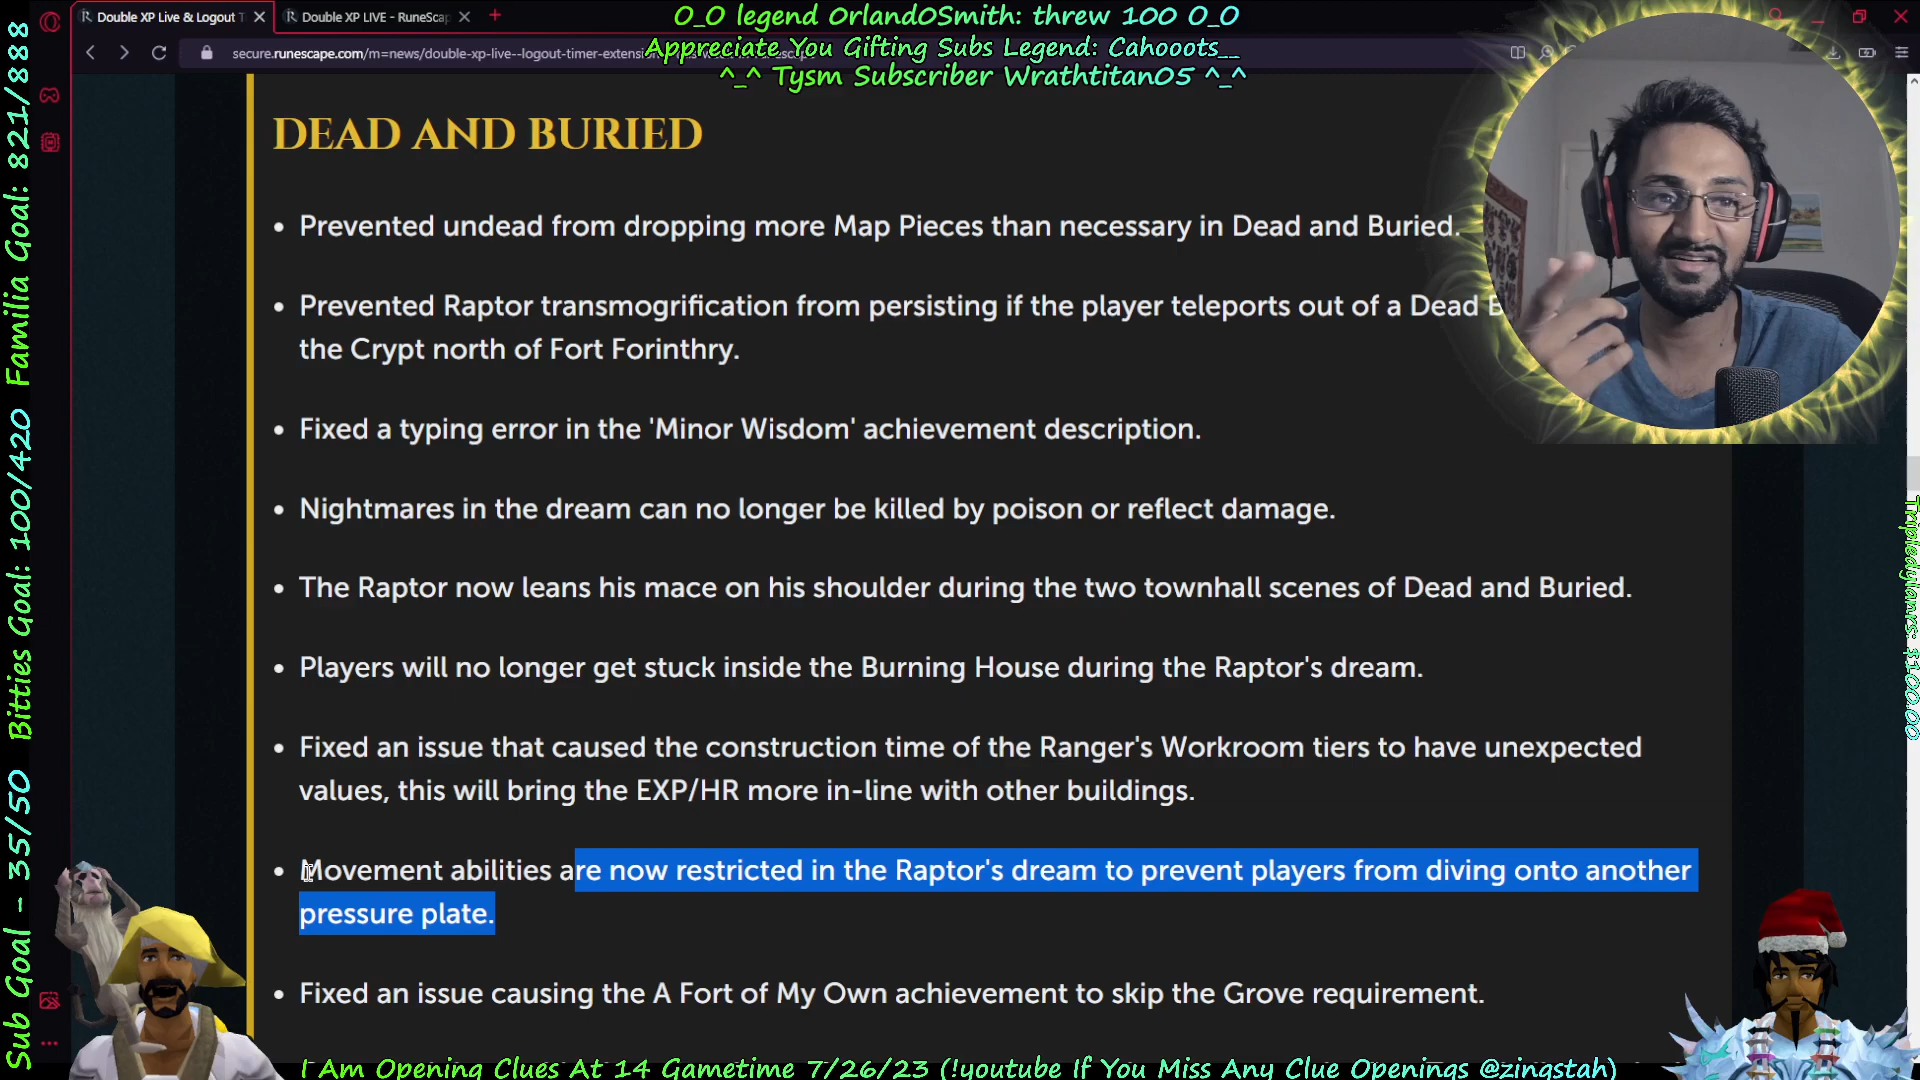 Double XP Live & Logout T
Double XP LIVE - RuneScap
O_O legend OrlandOSmith: threw 100 O_O
Appreciate You Gifting Subs Legend: Cahooots__
^_^ Tysm Subscriber Wrathtitan05 ^_^
secure.runescape.com/m=news/double-xp-live--logout-timer-extension
DEAD AND BURIED
• Prevented undead from dropping more Map Pieces than necessary in Dead and Buried.
• Prevented Raptor transmogrification from persisting if the player teleports out of a Dead B
the Crypt north of Fort Forinthry.
• Fixed a typing error in the 'Minor Wisdom' achievement description.
• Nightmares in the dream can no longer be killed by poison or reflect damage.
• The Raptor now leans his mace on his shoulder during the two townhall scenes of Dead and Buried.
• Players will no longer get stuck inside the Burning House during the Raptor's dream.
• Fixed an issue that caused the construction time of the Ranger's Workroom tiers to have unexpected
values, this will bring the EXP/HR more in-line with other buildings.
• Movement abilities are now restricted in the Raptor's dream to prevent players from diving onto another
pressure plate.
• Fixed an issue causing the A Fort of My Own achievement to skip the Grove requirement.
I Am Opening Clues At 14 Gametime 7/26/23 (!youtube If You Miss Any Clue Openings @zingstah)
Sub Goal - 35/50 Bitties Goal: 100/420 Familia Goal: 821/888